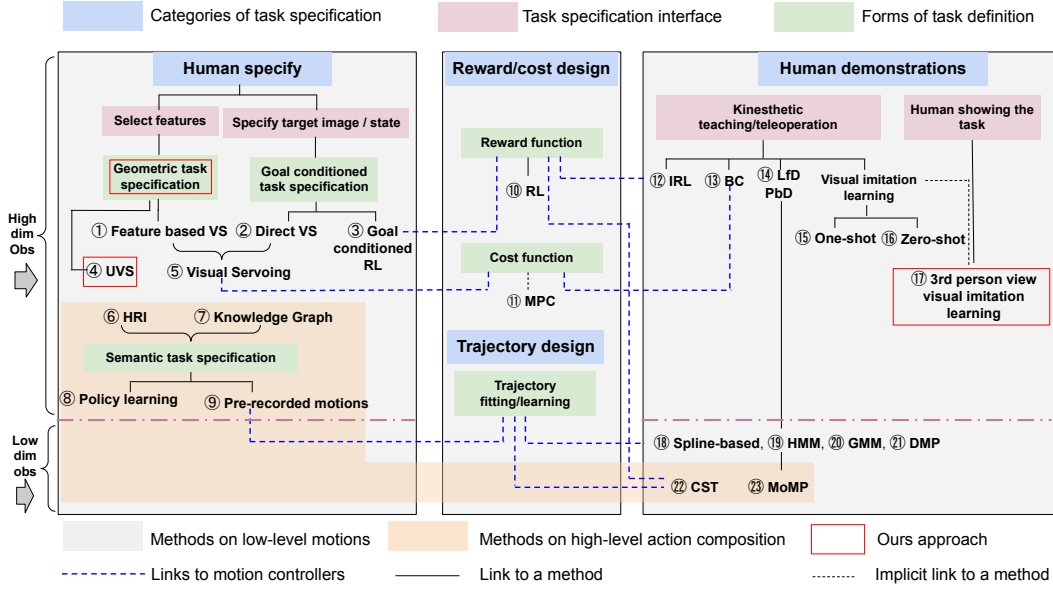 Categories of task specification
Task specification interface
Forms of task definition
Human specify
Reward/cost design
Human demonstrations
Select features
Specify target image / state
Kinesthetic
teaching/teleoperation
Human showing the
task
Geometric task
specification
Goal conditioned
task specification
Reward function
⑩ RL
⑫ IRL
⑬ BC
⑭ LfD
PbD
Visual imitation
learning
① Feature based VS
② Direct VS
③ Goal
conditioned
RL
⑮ One-shot
⑯ Zero-shot
High
dim
Obs
④ UVS
⑤ Visual Servoing
Cost function
⑪ MPC
⑰ 3rd person view
visual imitation
learning
⑥ HRI
⑦ Knowledge Graph
Semantic task specification
Trajectory design
⑧ Policy learning
⑨ Pre-recorded motions
Trajectory
fitting/learning
Low
dim
obs
⑱ Spline-based, ⑲ HMM, ⑳ GMM, ㉑ DMP
㉒ CST
㉓ MoMP
Methods on low-level motions
Methods on high-level action composition
Ours approach
Links to motion controllers
Link to a method
Implicit link to a method